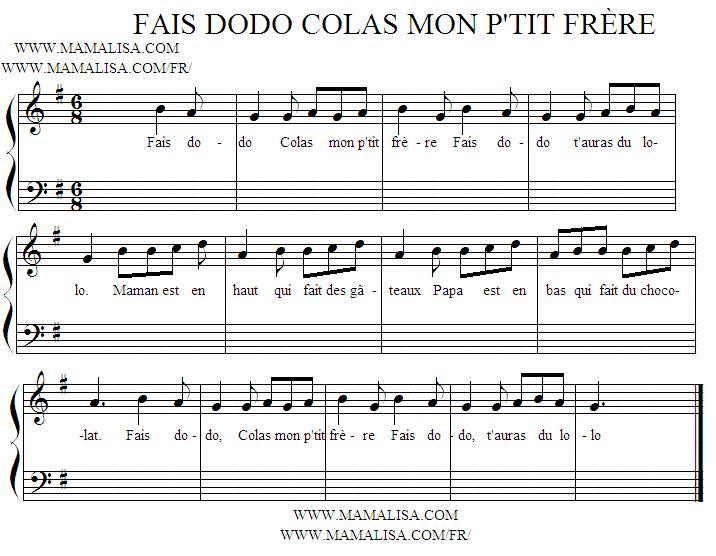 FAIS DODO COLAS MON P'TIT FRÈRE
WWW.MAMALISA.COM
WWW.MAMALISA.COM/FR/
6 8
Fais do - do Colas mon p'tit frè- re Fais do- do t'auras du lo-
6 8
lo. Maman est en haut qui fait des gâ - teaux Papa est en bas qui fait du choco-
-lat. Fais do- do, Colas mon p'tit frè - re Fais do- do, t'auras du lo - lo
WWW.MAMALISA.COM
WWW.MAMALISA.COM/FR/